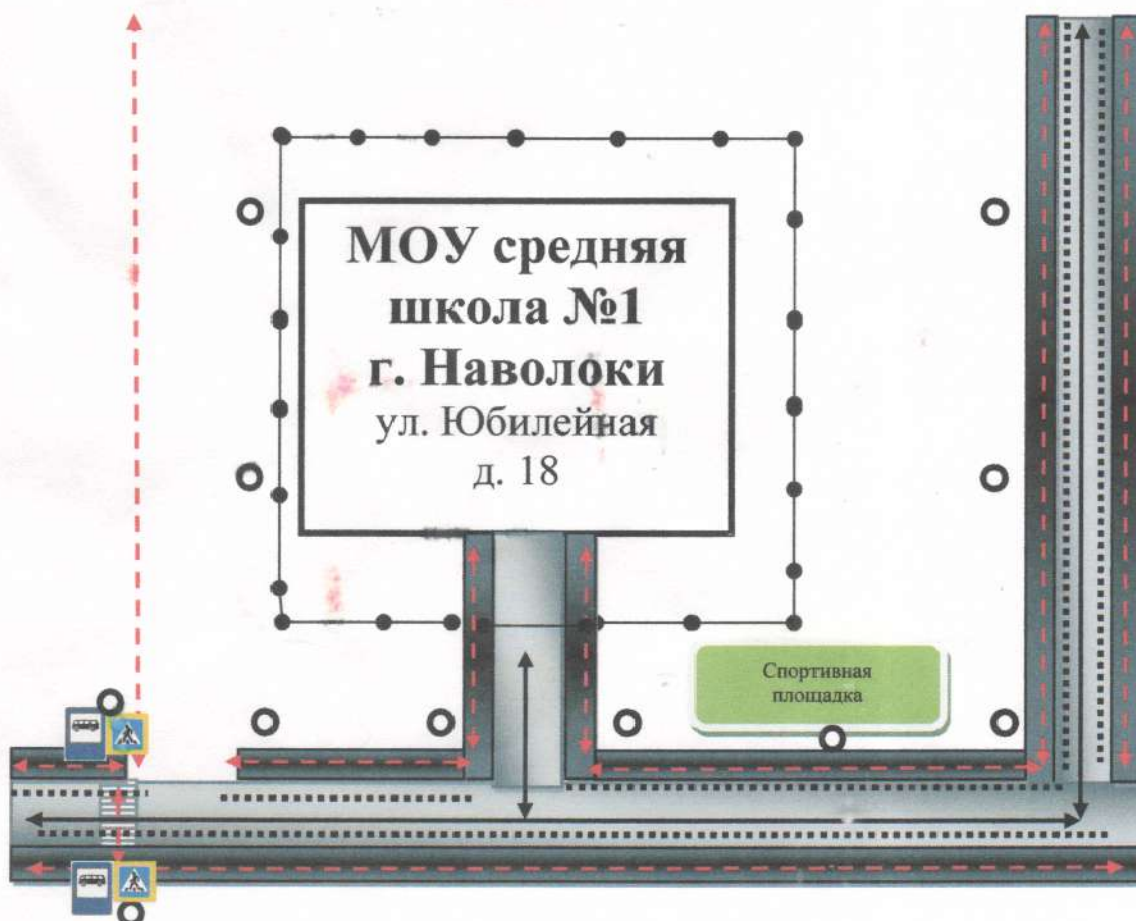 МОУ средняя
школа №1
г. Наволоки
ул. Юбилейная
д. 18
Спортивная
площадка